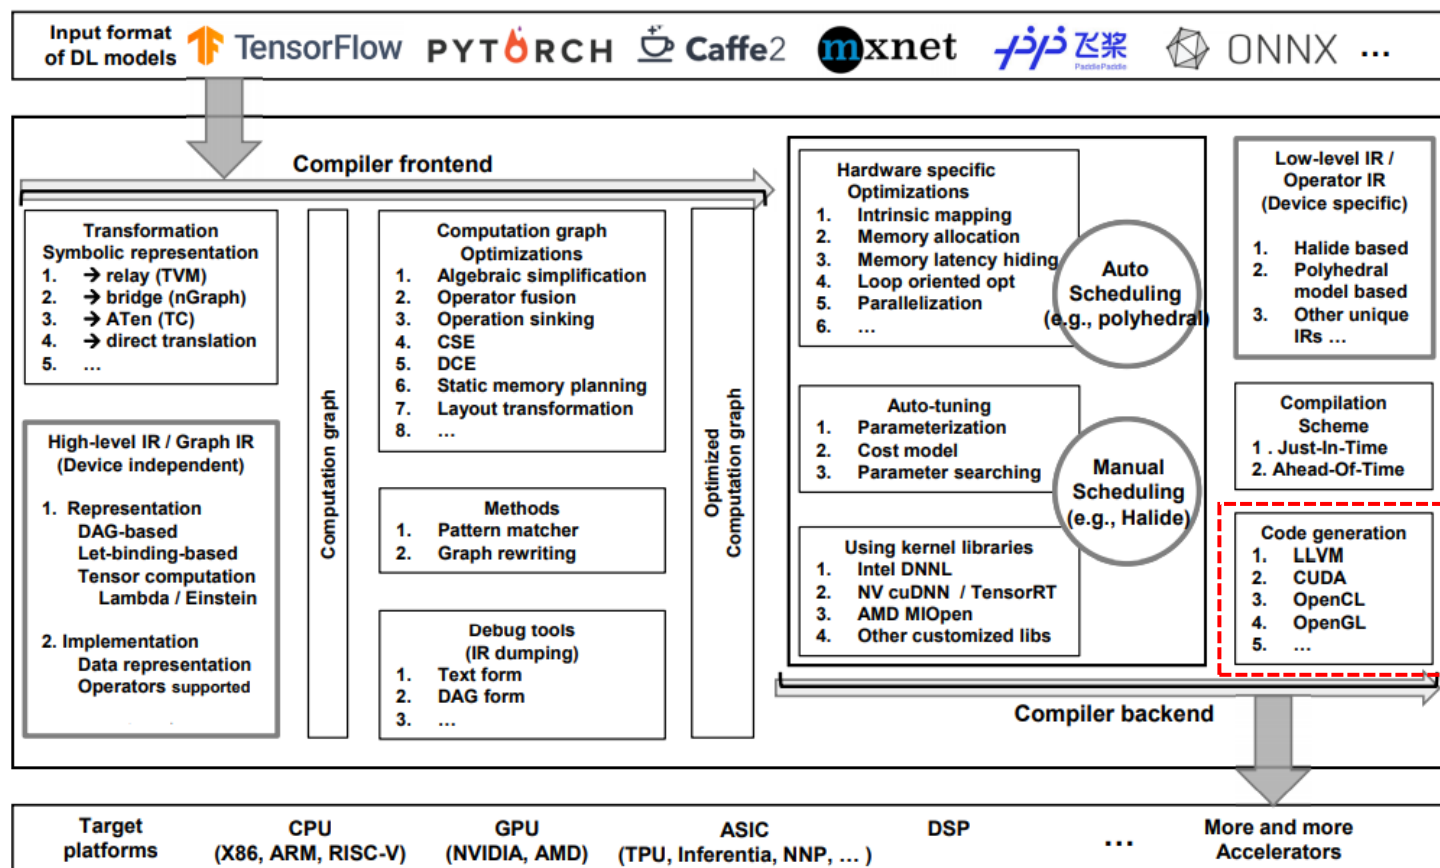 Input format
of DL models
TensorFlow
PYTORCH
Caffe2
mxnet
飞桨
PaddlePaddle
ONNX
...
Compiler frontend
Transformation
Symbolic representation
1. → relay (TVM)
2. → bridge (nGraph)
3. → ATen (TC)
4. → direct translation
5. ...
High-level IR / Graph IR
(Device independent)
1. Representation
DAG-based
Let-binding-based
Tensor computation
Lambda / Einstein
2. Implementation
Data representation
Operators supported
Computation graph
Computation graph
Optimizations
1. Algebraic simplification
2. Operator fusion
3. Operation sinking
4. CSE
5. DCE
6. Static memory planning
7. Layout transformation
8. ...
Methods
1. Pattern matcher
2. Graph rewriting
Debug tools
(IR dumping)
1. Text form
2. DAG form
3. ...
Optimized
Computation graph
Hardware specific
Optimizations
1. Intrinsic mapping
2. Memory allocation
3. Memory latency hiding
4. Loop oriented opt
5. Parallelization
6. ...
Auto
Scheduling
(e.g., polyhedral)
Auto-tuning
1. Parameterization
2. Cost model
3. Parameter searching
Manual
Scheduling
(e.g., Halide)
Using kernel libraries
1. Intel DNNL
2. NV cuDNN / TensorRT
3. AMD MIOpen
4. Other customized libs
Low-level IR /
Operator IR
(Device specific)
1. Halide based
2. Polyhedral
model based
3. Other unique
IRs ...
Compilation
Scheme
1 . Just-In-Time
2. Ahead-Of-Time
Code generation
1. LLVM
2. CUDA
3. OpenCL
4. OpenGL
5. ...
Compiler backend
Target
platforms
CPU
(X86, ARM, RISC-V)
GPU
(NVIDIA, AMD)
ASIC
(TPU, Inferentia, NNP, ... )
DSP
...
More and more
Accelerators